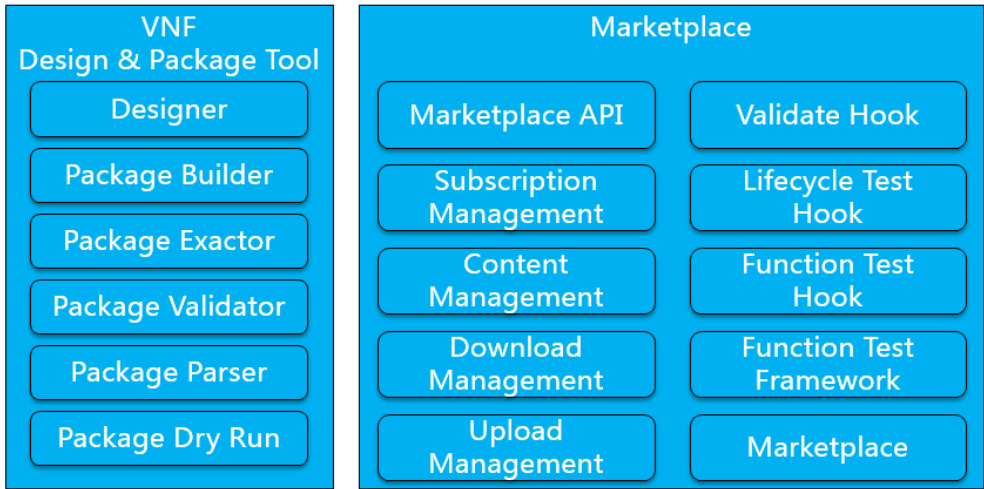 VNF
Design & Package Tool
Designer
Package Builder
Package Exactor
Package Validator
Package Parser
Package Dry Run
Marketplace
Marketplace API
Subscription
Management
Content
Management
Download
Management
Upload
Management
Validate Hook
Lifecycle Test
Hook
Function Test
Hook
Function Test
Framework
Marketplace